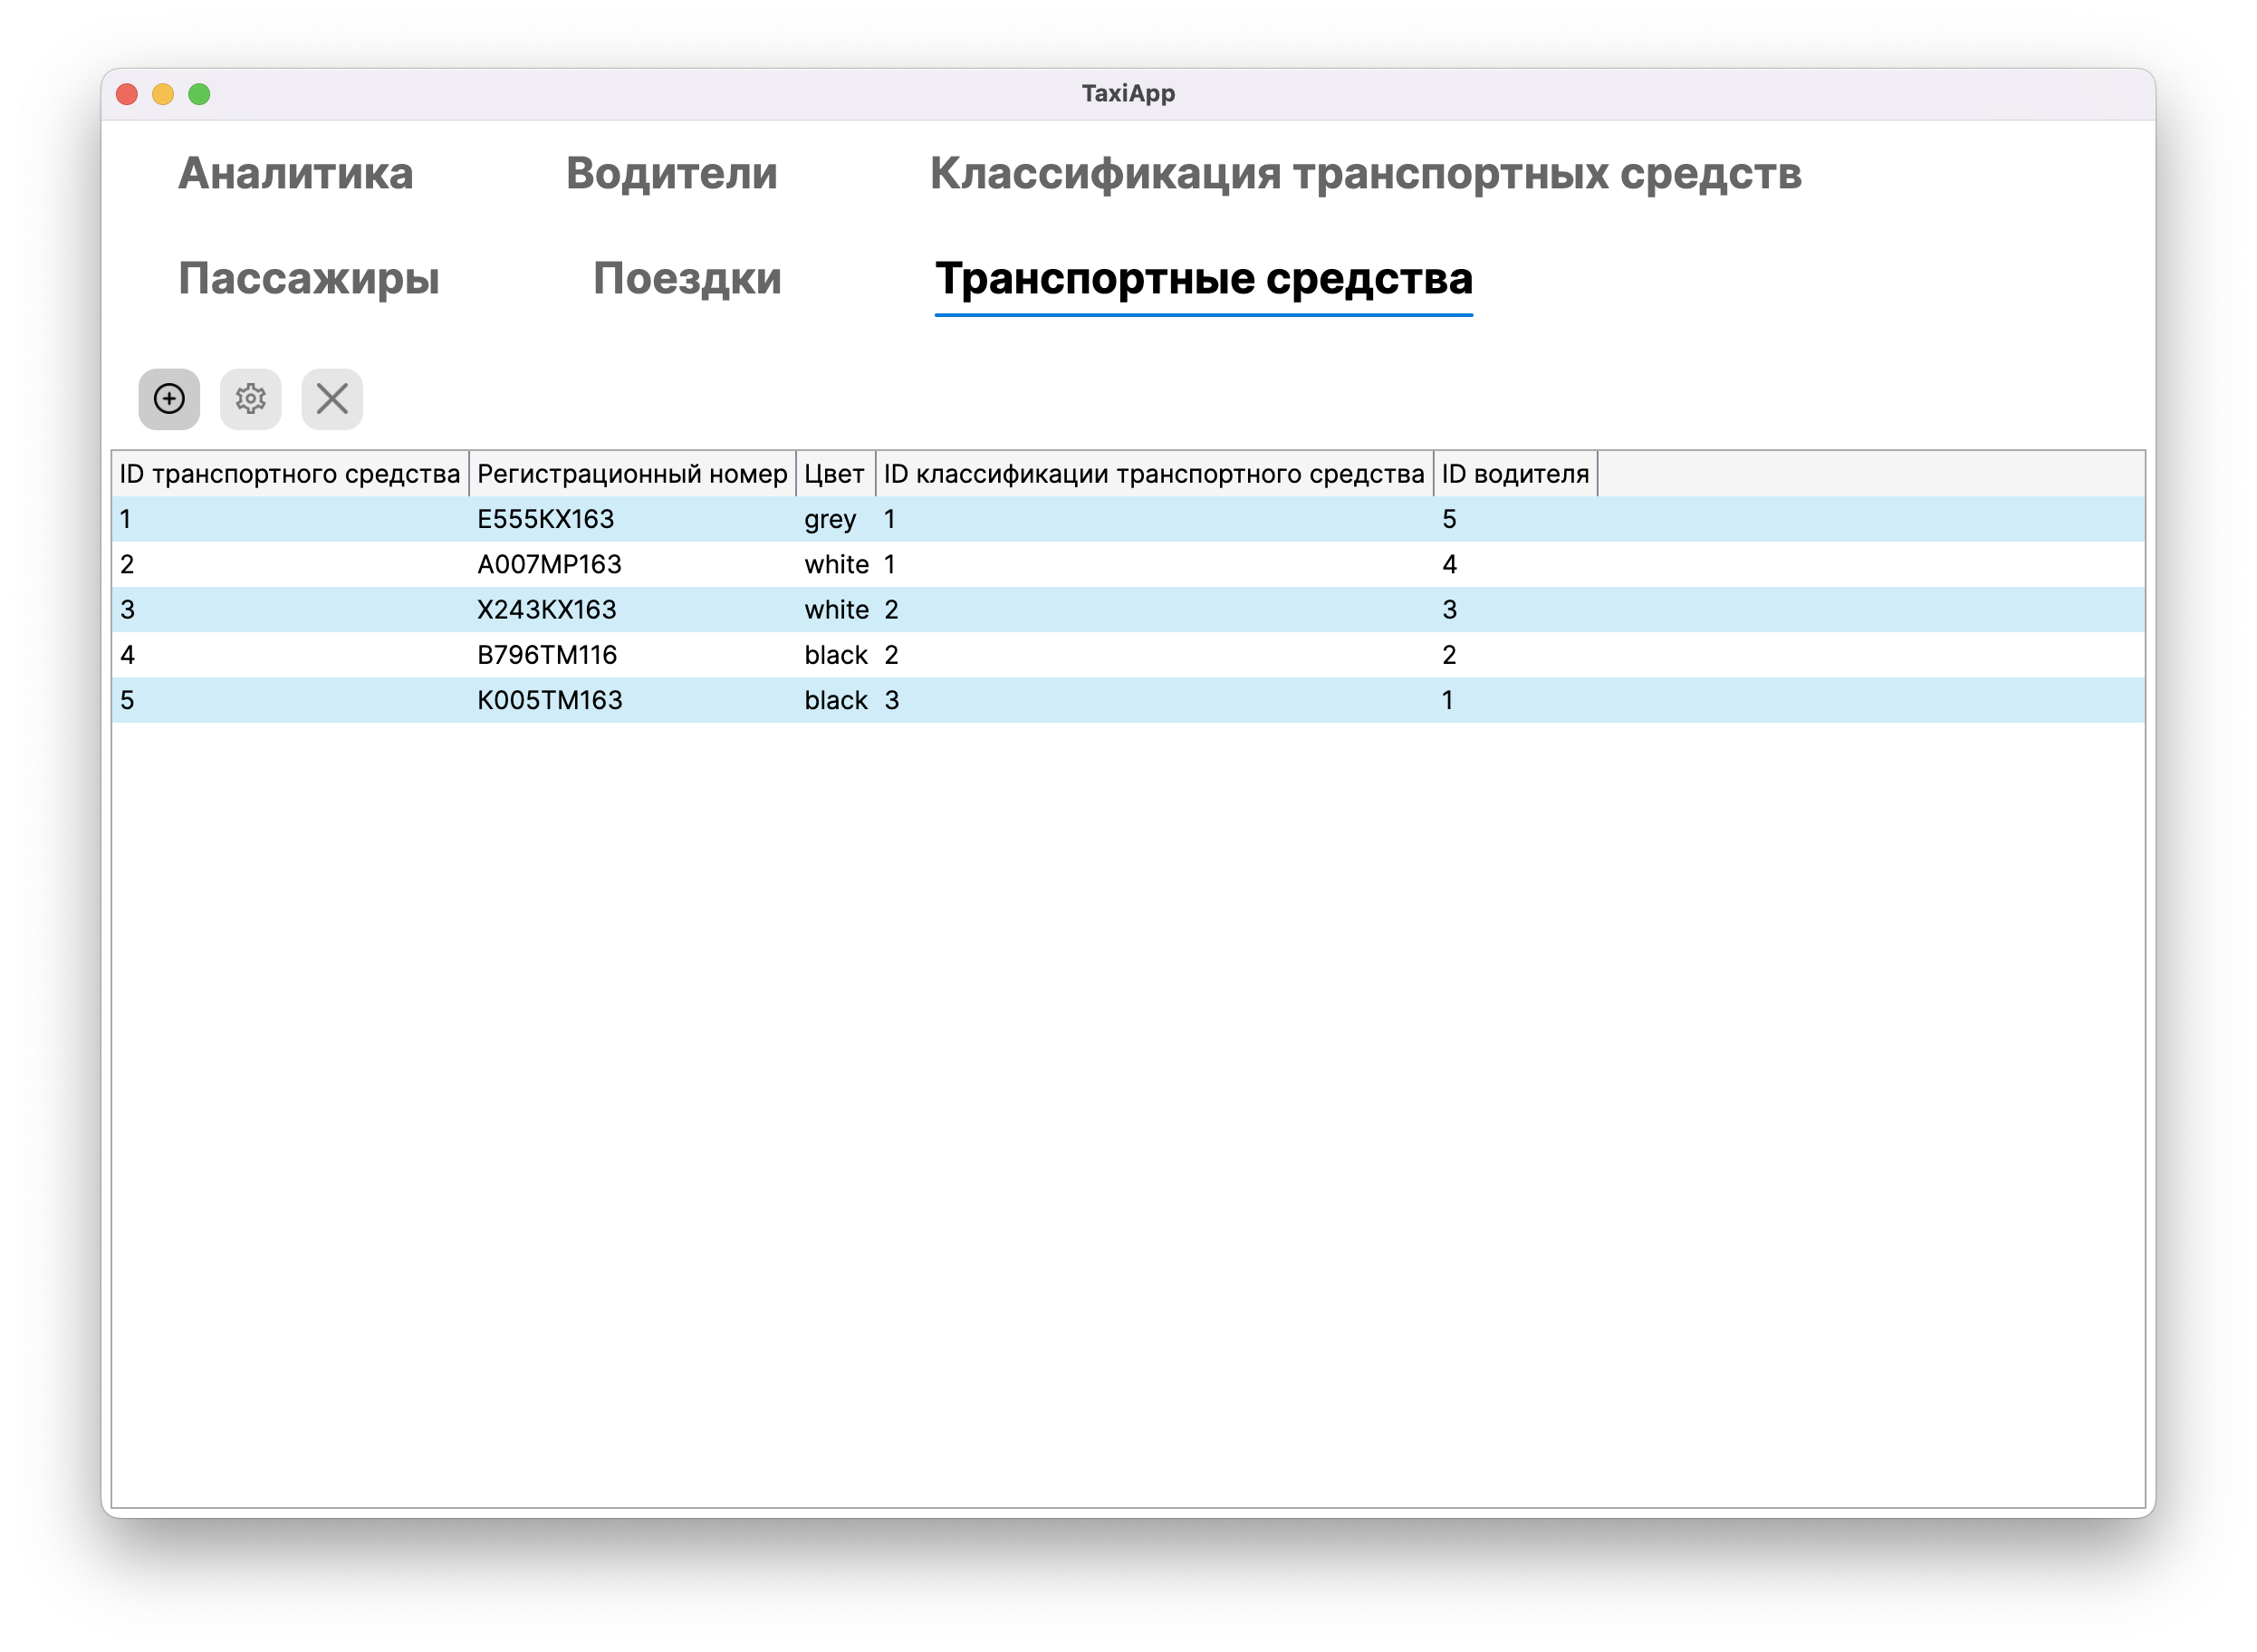 TaxiApp
Аналитика Водители Классификация транспортных средств
Пассажиры Поездки Транспортные средства
ID транспортного средства Регистрационный номер Цвет ID классификации транспортного средства ID водителя
1 E555KX163 grey 1 5
2 A007MP163 white 1 4
3 X243KX163 white 2 3
4 B796TM116 black 2 2
5 K005TM163 black 3 1